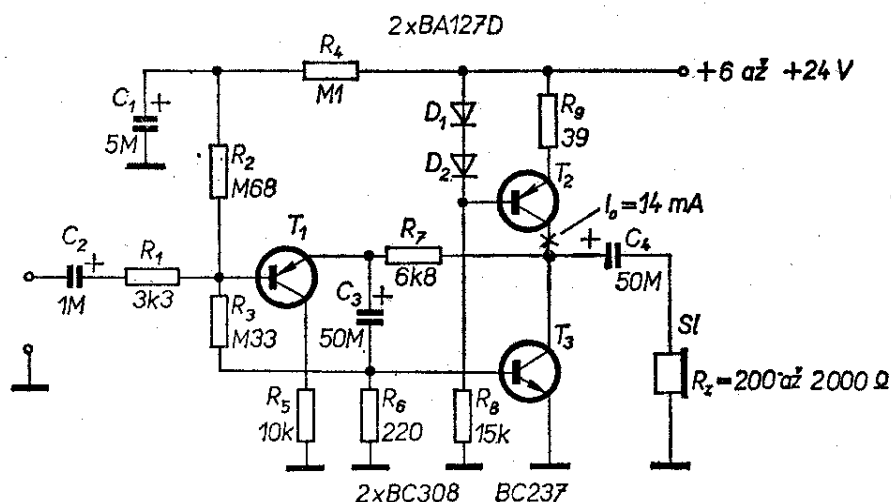 2xBA127D
R4
M1
+6 až +24 V
C1 +
5M
R2
M68
D1
D2
R9
39
T2
I0 = 14 mA
C2 +
1M
R1
3k3
T1
R7
6k8
+ C4
50M
R3
M33
C3 +
50M
T3
Sl
Rz = 200 až 2000 Ω
R5
10k
R6
220
R8
15k
2xBC308 BC237